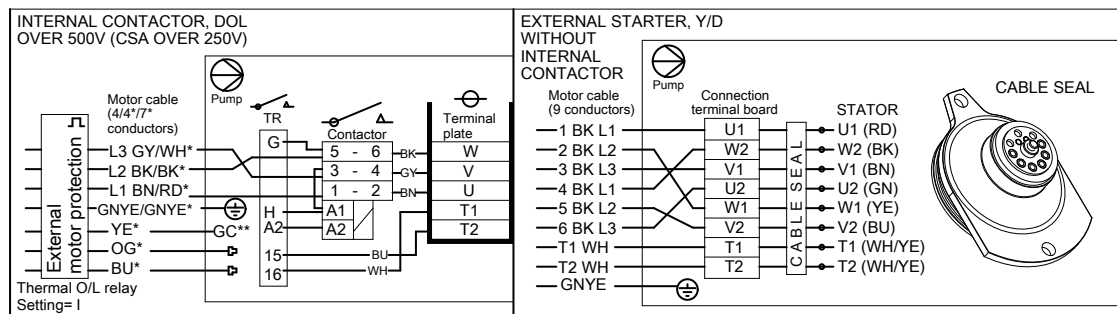 INTERNAL CONTACTOR, DOL
OVER 500V (CSA OVER 250V)
Pump
Motor cable
(4/4*/7*
conductors)
TR
Contactor
Terminal
plate
External
motor protection
G
L3 GY/WH*
L2 BK/BK*
L1 BN/RD*
GNYE/GNYE*
YE*
GC**
OG*
BU*
5 - 6
3 - 4
1 - 2
H
A1
A2
A2
15
16
BK
GY
BN
BU
WH
W
V
U
T1
T2
Thermal O/L relay
Setting= I
EXTERNAL STARTER, Y/D
WITHOUT
INTERNAL
CONTACTOR
Pump
Motor cable
(9 conductors)
Connection
terminal board
STATOR
CABLE SEAL
1 BK L1
2 BK L2
3 BK L3
4 BK L1
5 BK L2
6 BK L3
T1 WH
T2 WH
GNYE
U1
W2
V1
U2
W1
V2
T1
T2
CABLE SEAL
U1 (RD)
W2 (BK)
V1 (BN)
U2 (GN)
W1 (YE)
V2 (BU)
T1 (WH/YE)
T2 (WH/YE)